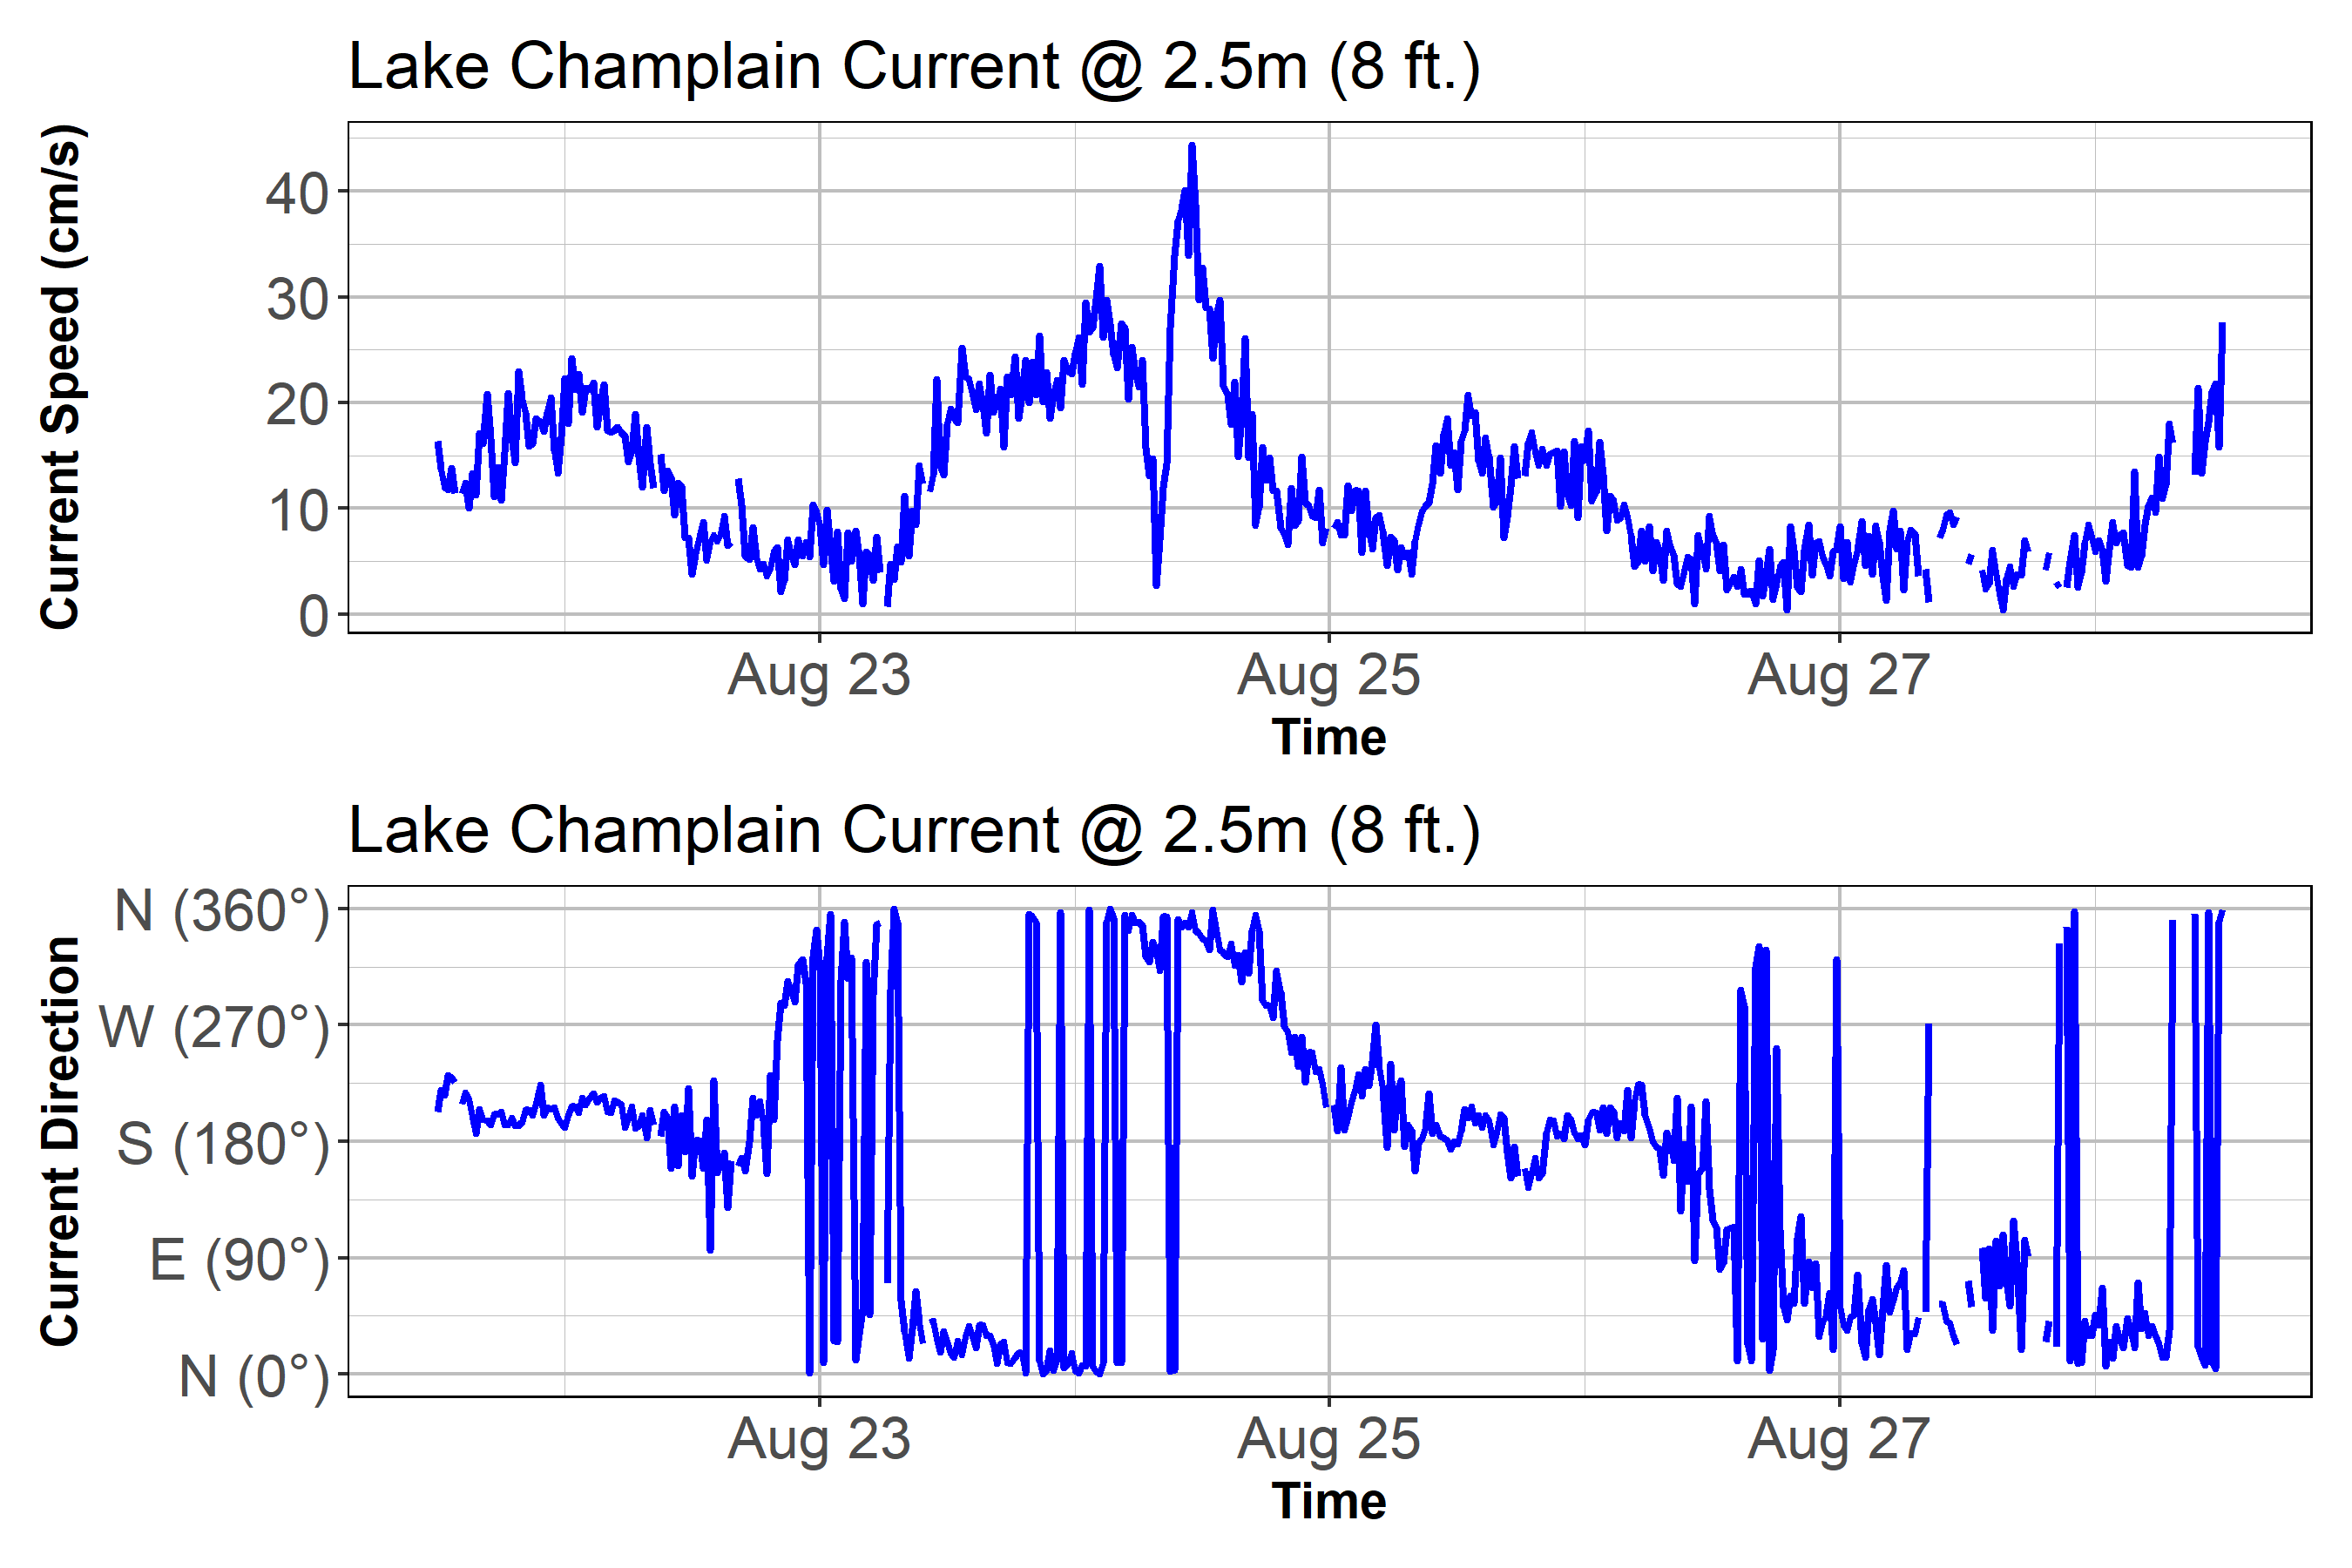 Lake Champlain Current @ 2.5m (8 ft.)
Current Speed (cm/s)
40
30
20
10
0
Aug 23 Aug 25 Aug 27
Time
Lake Champlain Current @ 2.5m (8 ft.)
Current Direction
N (360°)
W (270°)
S (180°)
E (90°)
N (0°)
Aug 23 Aug 25 Aug 27
Time